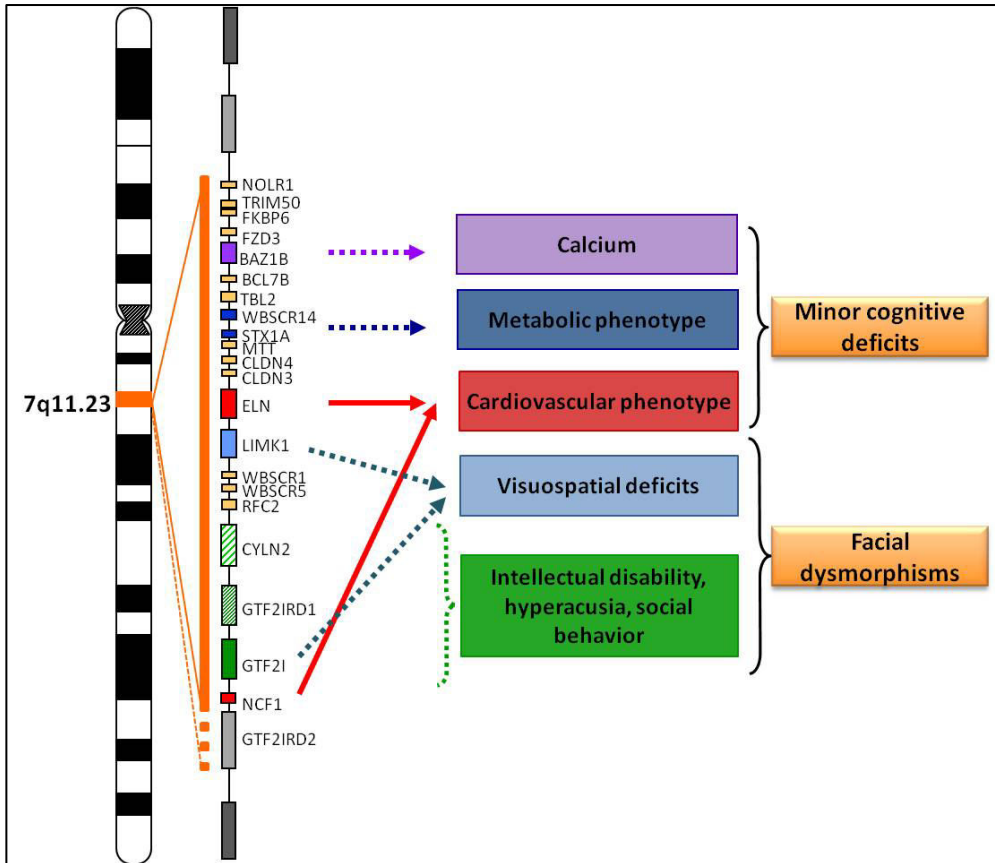 7q11.23
NOLR1
TRIM50
FKBP6
FZD3
BAZ1B
BCL7B
TBL2
WBSCR14
STX1A
MTT
CLDN4
CLDN3
ELN
LIMK1
WBSCR1
WBSCR5
RFC2
CYLN2
GTF2IRD1
GTF2I
NCF1
GTF2IRD2
Calcium
Metabolic phenotype
Cardiovascular phenotype
Visuospatial deficits
Intellectual disability,
hyperacusia, social
behavior
Minor cognitive
deficits
Facial
dysmorphisms